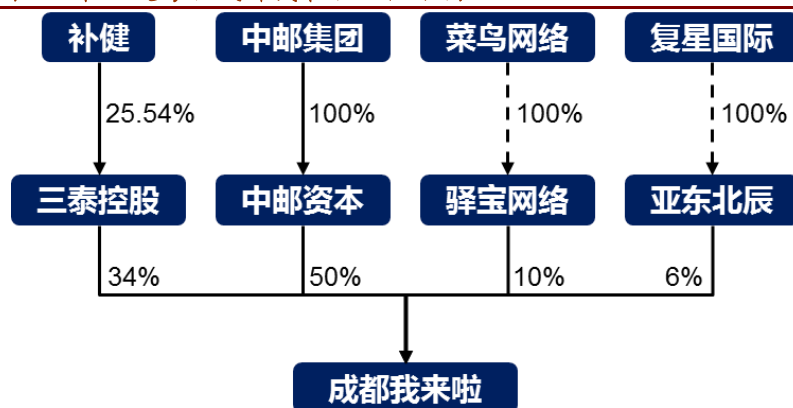 补健 中邮集团 菜鸟网络 复星国际
25.54% 100% 100% 100%
三泰控股 中邮资本 驿宝网络 亚东北辰
34% 50% 10% 6%
成都我来啦